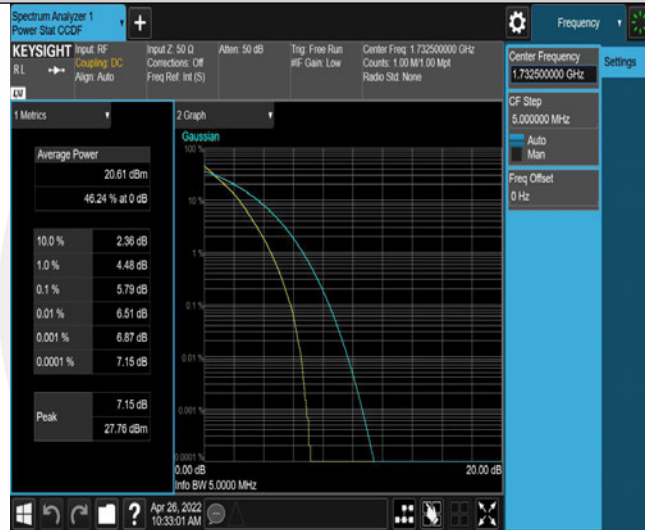 Spectrum Analyzer 1
Power Stat CCDF
+
Frequency
KEYSIGHT
RL
Input: RF
Coupling: DC
Align: Auto
Input Z: 50 Ω
Corrections: Off
Freq Ref: Int (S)
Atten: 50 dB
Trig: Free Run
#IF Gain: Low
Center Freq: 1.732500000 GHz
Counts: 1.00 M/1.00 Mpt
Radio Std: None
Center Frequency
1.732500000 GHz
Settings
CF Step
5.000000 MHz
Auto
Man
Freq Offset
0 Hz
1 Metrics
Average Power
20.61 dBm
46.24 % at 0 dB
10.0 % 2.36 dB
1.0 % 4.48 dB
0.1 % 5.79 dB
0.01 % 6.51 dB
0.001 % 6.87 dB
0.0001 % 7.15 dB
Peak
7.15 dB
27.76 dBm
2 Graph
Gaussian
100 %
10 %
1 %
0.1 %
0.01 %
0.001 %
0.0001 %
0.00 dB 20.00 dB
Info BW 5.0000 MHz
?
Apr 26, 2022
10:33:01 AM